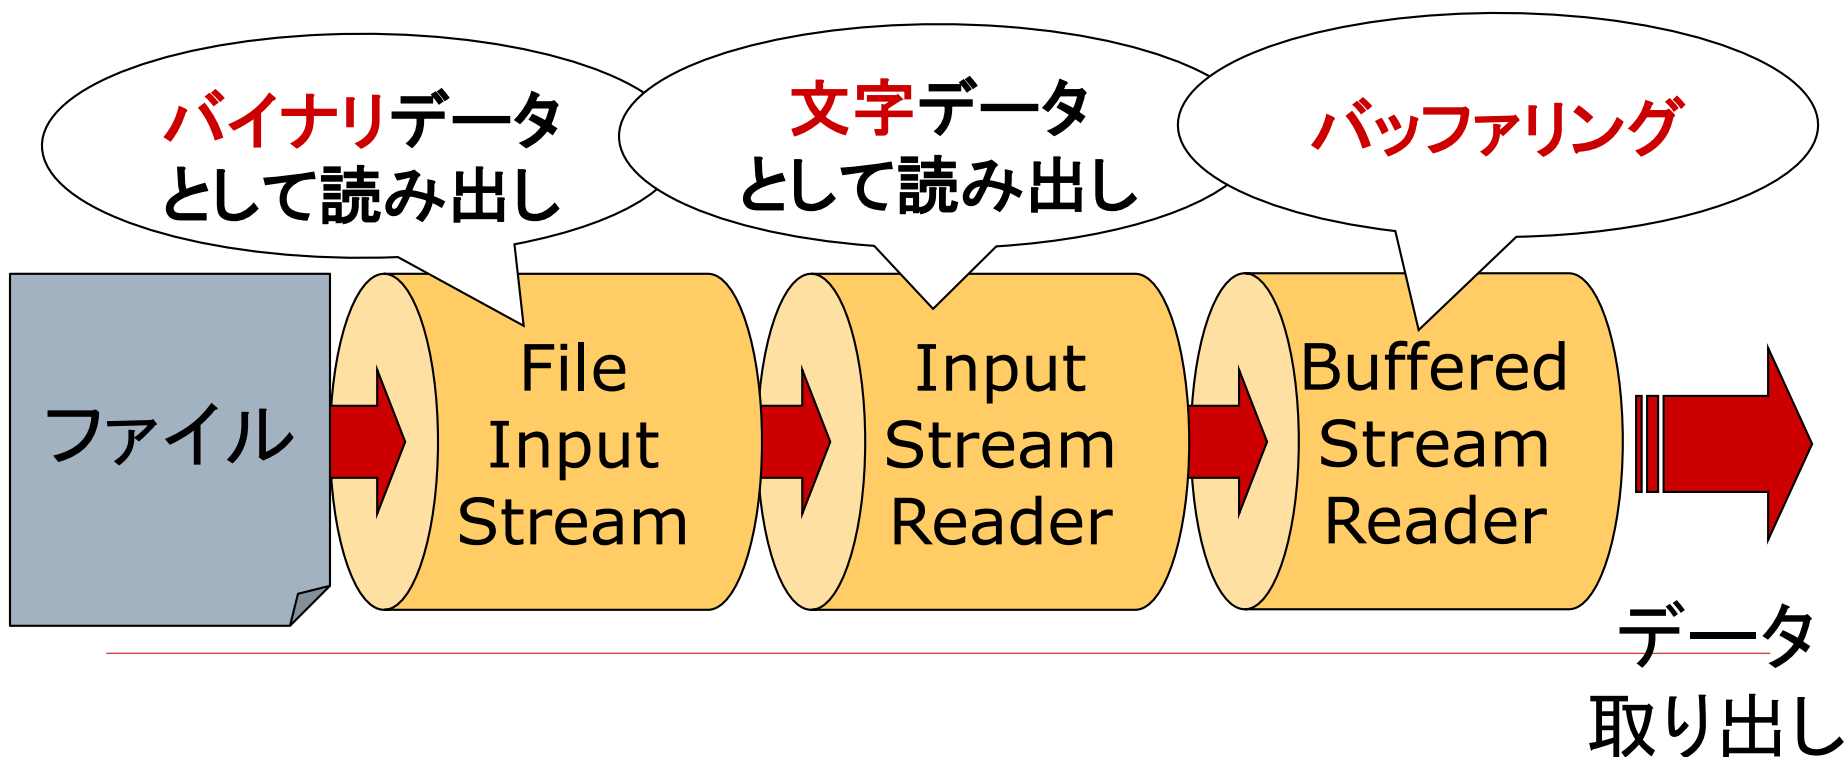 バイナリデータ
として読み出し
文字データ
として読み出し
バッファリング
ファイル
File
Input
Stream
Input
Stream
Reader
Buffered
Stream
Reader
データ
取り出し